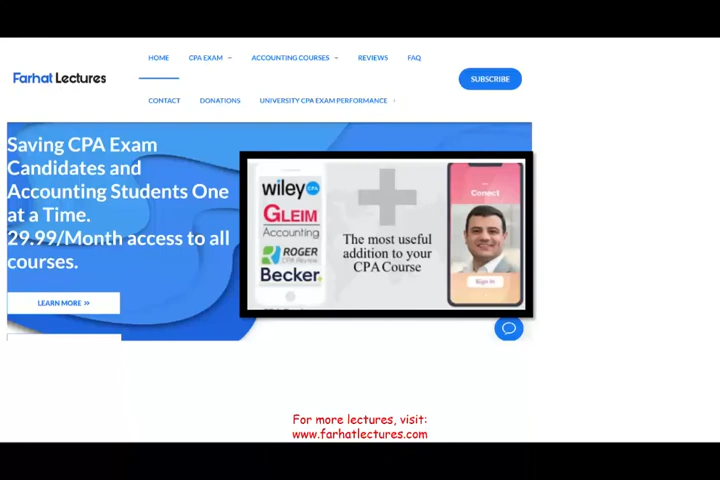 HOME CPA EXAM ACCOUNTING COURSES REVIEWS FAQ
Farhat Lectures
SUBSCRIBE
CONTACT DONATIONS UNIVERSITY CPA EXAM PERFORMANCE
Saving CPA Exam
Candidates and
Accounting Students One
at a Time.
29.99/Month access to all
courses.
LEARN MORE »
wiley CPA
GLEIM
Accounting
ROGER
CPA Review
Becker.
The most useful
addition to your
CPA Course
Conect
Sign in
For more lectures, visit:
www.farhatlectures.com